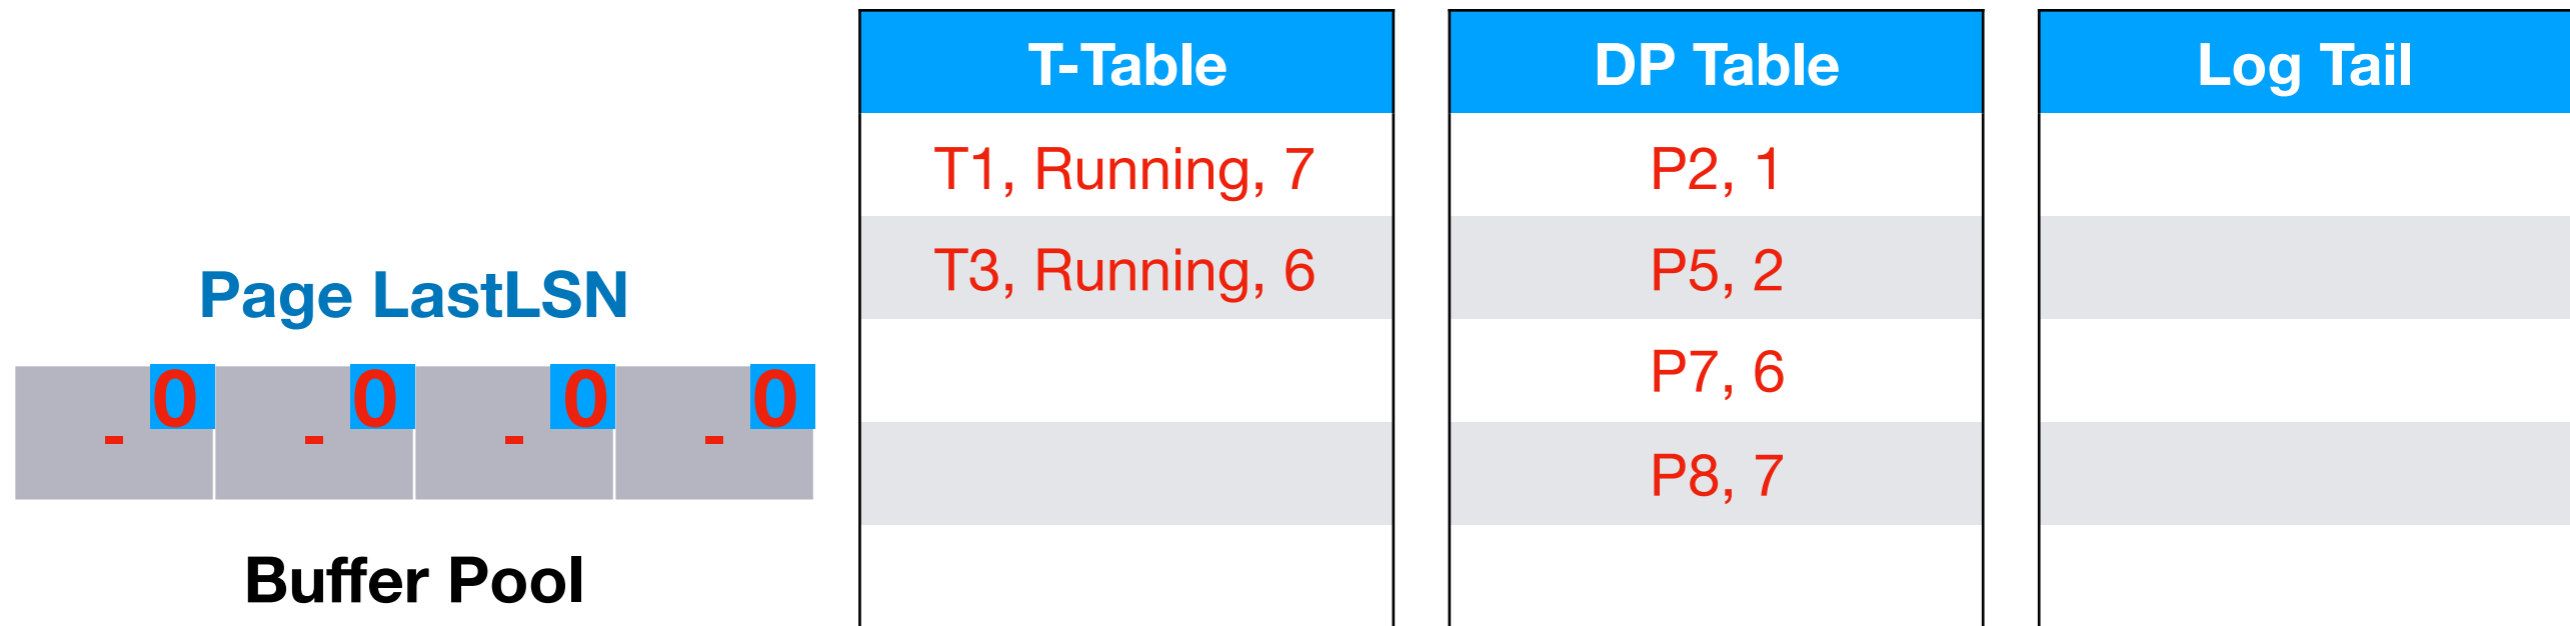 T-Table
DP Table
Log Tail
T1, Running, 7
P2, 1
T3, Running, 6
P5, 2
Page LastLSN
P7, 6
0 0 0 0
- - - -
P8, 7
Buffer Pool